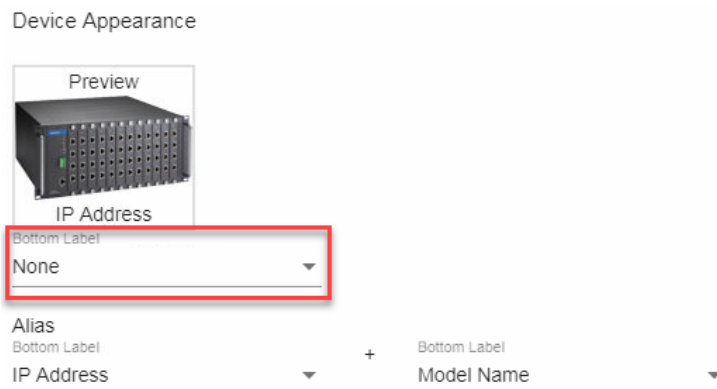 Device Appearance
Preview
IP Address
Bottom Label
None
Alias
Bottom Label
IP Address
+
Bottom Label
Model Name